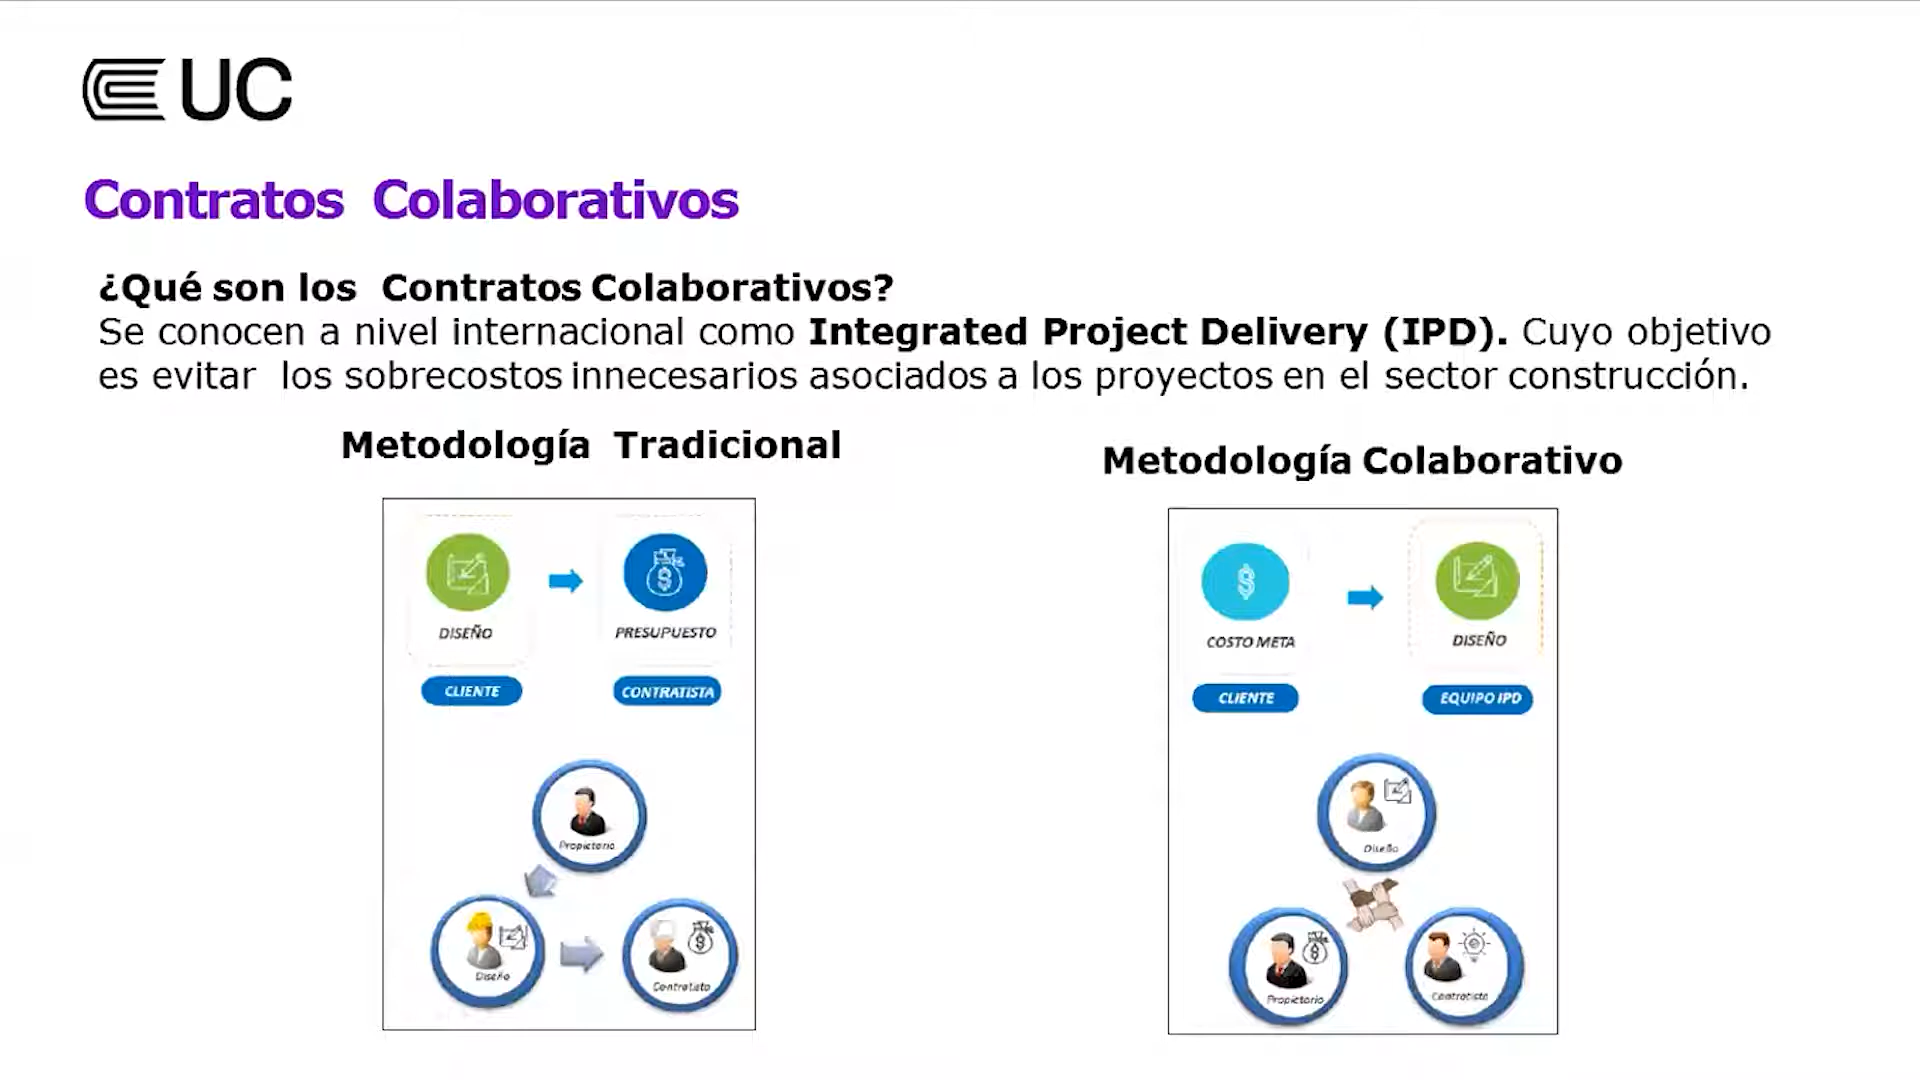 UC
Contratos Colaborativos
¿Qué son los Contratos Colaborativos?
Se conocen a nivel internacional como Integrated Project Delivery (IPD). Cuyo objetivo
es evitar los sobrecostos innecesarios asociados a los proyectos en el sector construcción.
Metodología Tradicional
DISEÑO
PRESUPUESTO
CLIENTE
CONTRATISTA
Propietario
Diseño
Contratista
Metodología Colaborativo
COSTO META
DISEÑO
CLIENTE
EQUIPO IPD
Diseño
Propietario
Contratista